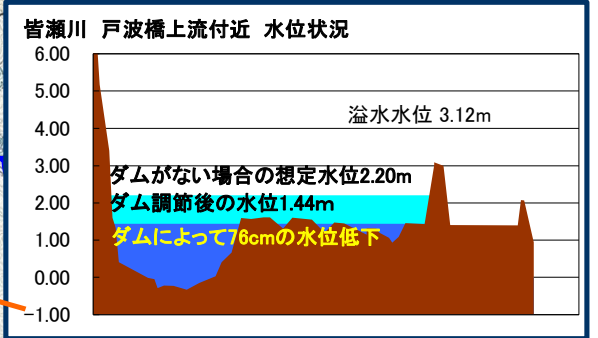 皆瀬川 戸波橋上流付近 水位状況
6.00
5.00
溢水水位 3.12m
4.00
3.00
ダムがない場合の想定水位2.20m
2.00
ダム調節後の水位1.44m
1.00
ダムによって76cmの水位低下
0.00
-1.00